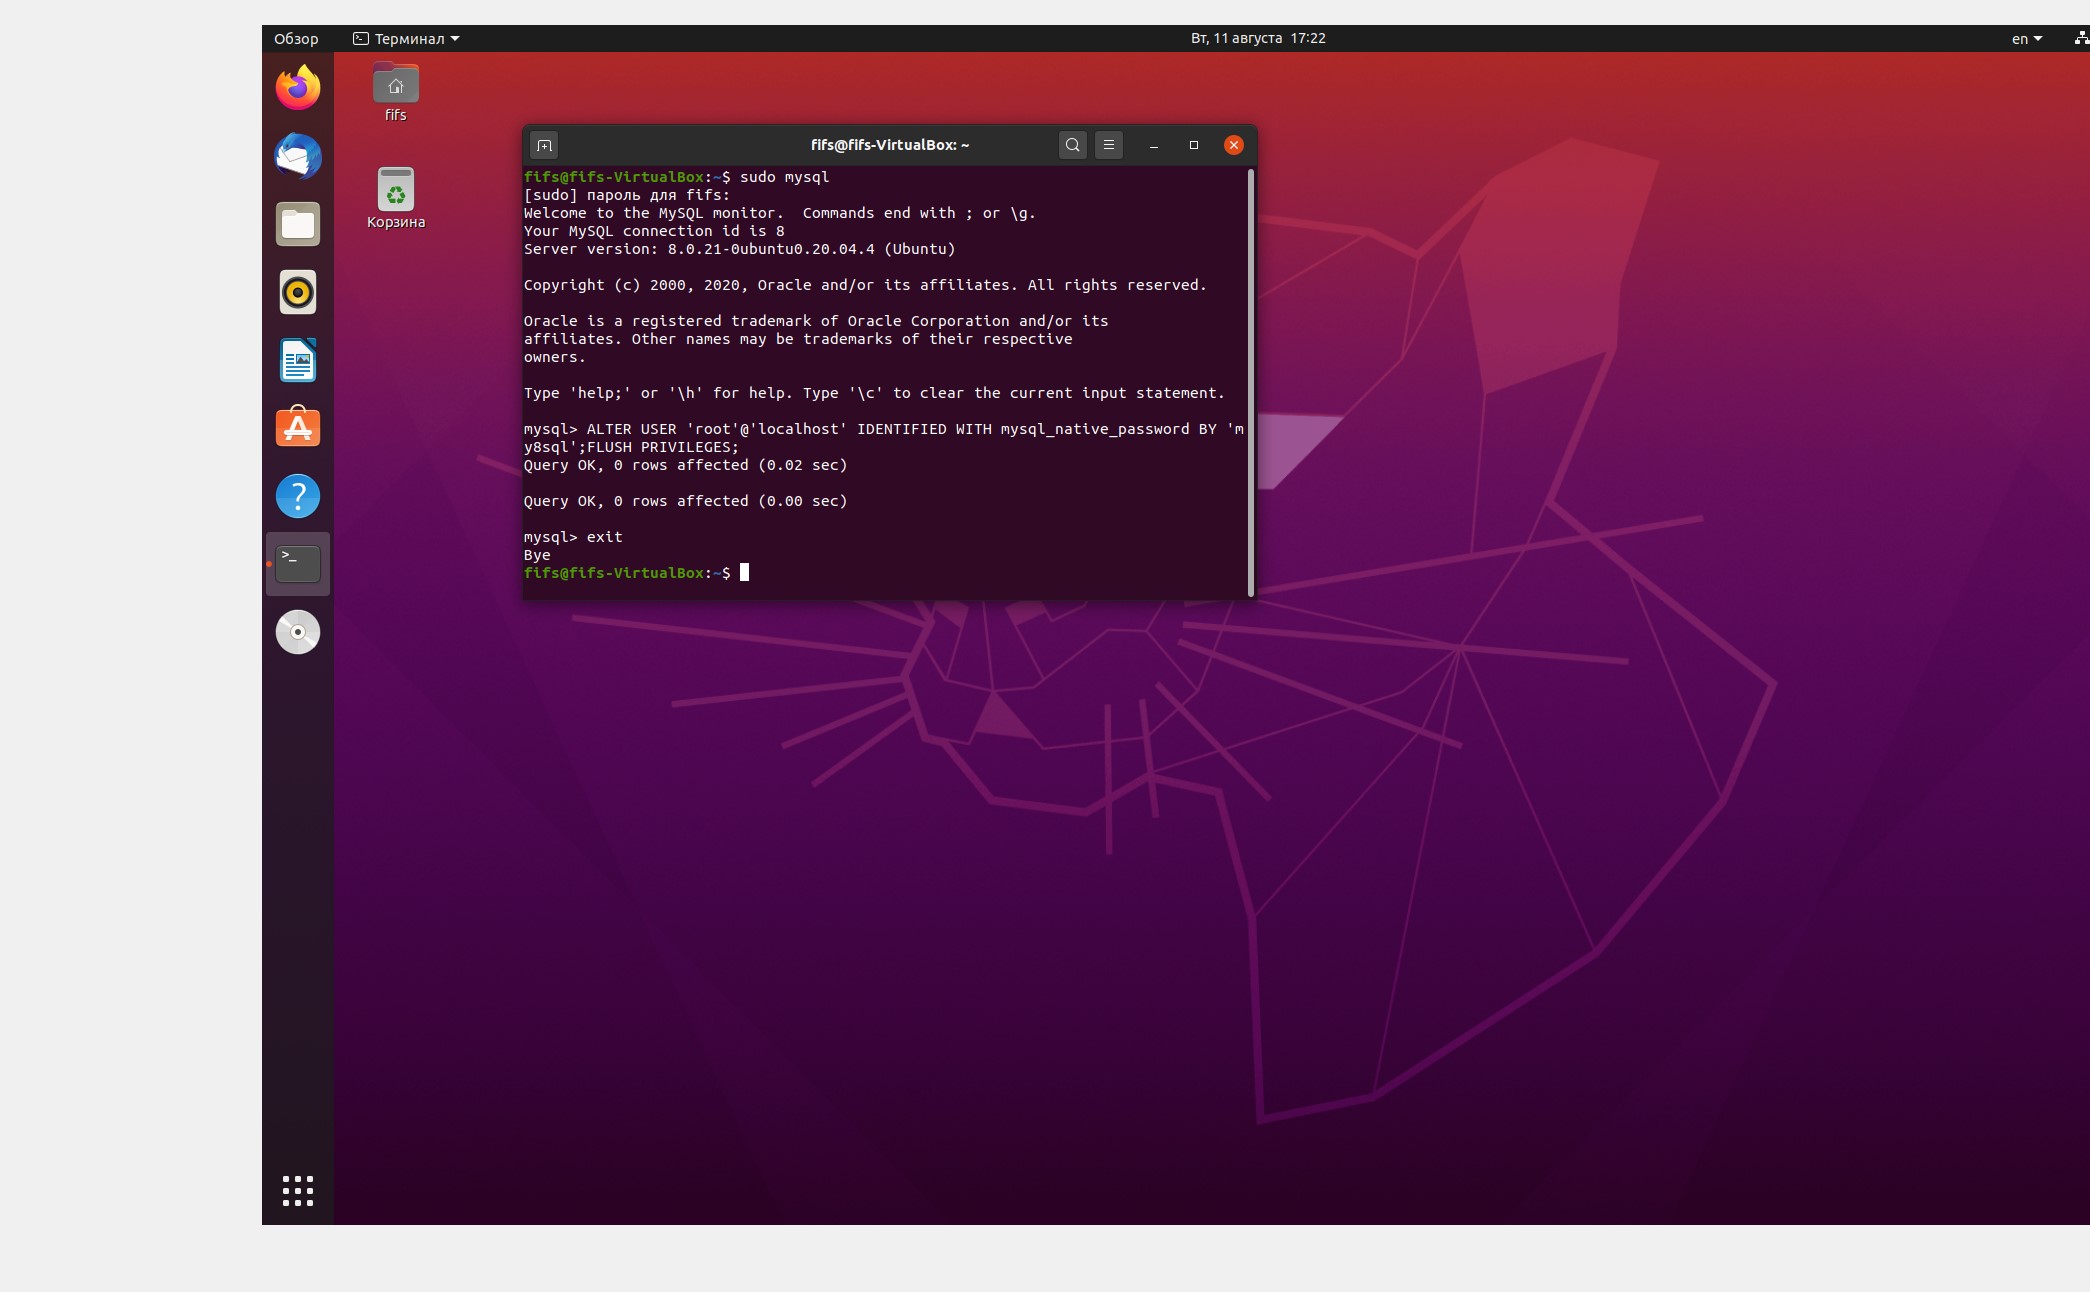 Обзор
Терминал
Вт, 11 августа 17:22
en
fifs
Корзина
fifs@fifs-VirtualBox: ~
fifs@fifs-VirtualBox:~$ sudo mysql
[sudo] пароль для fifs:
Welcome to the MySQL monitor.  Commands end with ; or \g.
Your MySQL connection id is 8
Server version: 8.0.21-0ubuntu0.20.04.4 (Ubuntu)
Copyright (c) 2000, 2020, Oracle and/or its affiliates. All rights reserved.
Oracle is a registered trademark of Oracle Corporation and/or its
affiliates. Other names may be trademarks of their respective
owners.
Type 'help;' or '\h' for help. Type '\c' to clear the current input statement.
mysql> ALTER USER 'root'@'localhost' IDENTIFIED WITH mysql_native_password BY 'm
y8sql';FLUSH PRIVILEGES;
Query OK, 0 rows affected (0.02 sec)
Query OK, 0 rows affected (0.00 sec)
mysql> exit
Bye
fifs@fifs-VirtualBox:~$